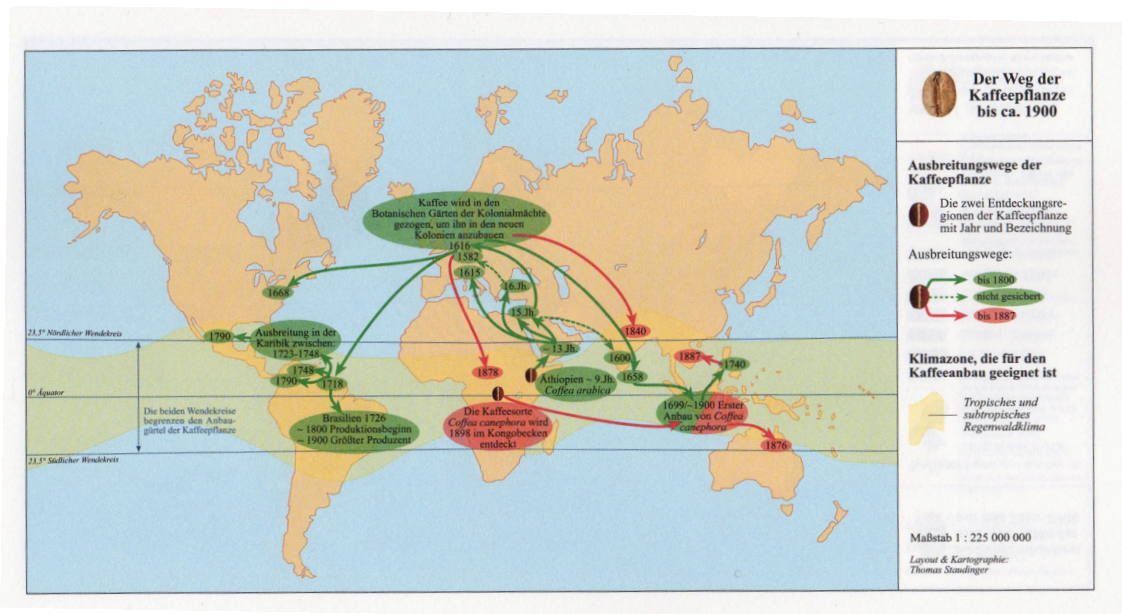 Der Weg der
Kaffeepflanze
bis ca. 1900
Ausbreitungswege der
Kaffeepflanze
Die zwei Entdeckungsre-
gionen der Kaffeepflanze
mit Jahr und Bezeichnung
Ausbreitungswege:
bis 1800
nicht gesichert
bis 1887
Klimazone, die für den
Kaffeeanbau geeignet ist
Tropisches und
subtropisches
Regenwaldklima
Maßstab 1 : 225 000 000
Layout & Kartographie:
Thomas Staudinger
Kaffee wird in den
Botanischen Gärten der Kolonialmächte
gezogen, um ihn in den neuen
Kolonien anzubauen
1616
1582
1615
1668
16.Jh.
15.Jh.
~ 13.Jh.
23,5° Nördlicher Wendekreis
1790
Ausbreitung in der
Karibik zwischen:
1723-1748
1748
1790
1718
1840
1600
1658
1887
1740
1878
Äthiopien ~ 9.Jh.
Coffea arabica
0° Äquator
Die beiden Wendekreise
begrenzen den Anbau-
gürtel der Kaffeepflanze
Brasilien 1726
~ 1800 Produktionsbeginn
~ 1900 Größter Produzent
Die Kaffeesorte
Coffea canephora wird
1898 im Kongobecken
entdeckt
1699/~1900 Erster
Anbau von Coffea
canephora
1876
23,5° Südlicher Wendekreis